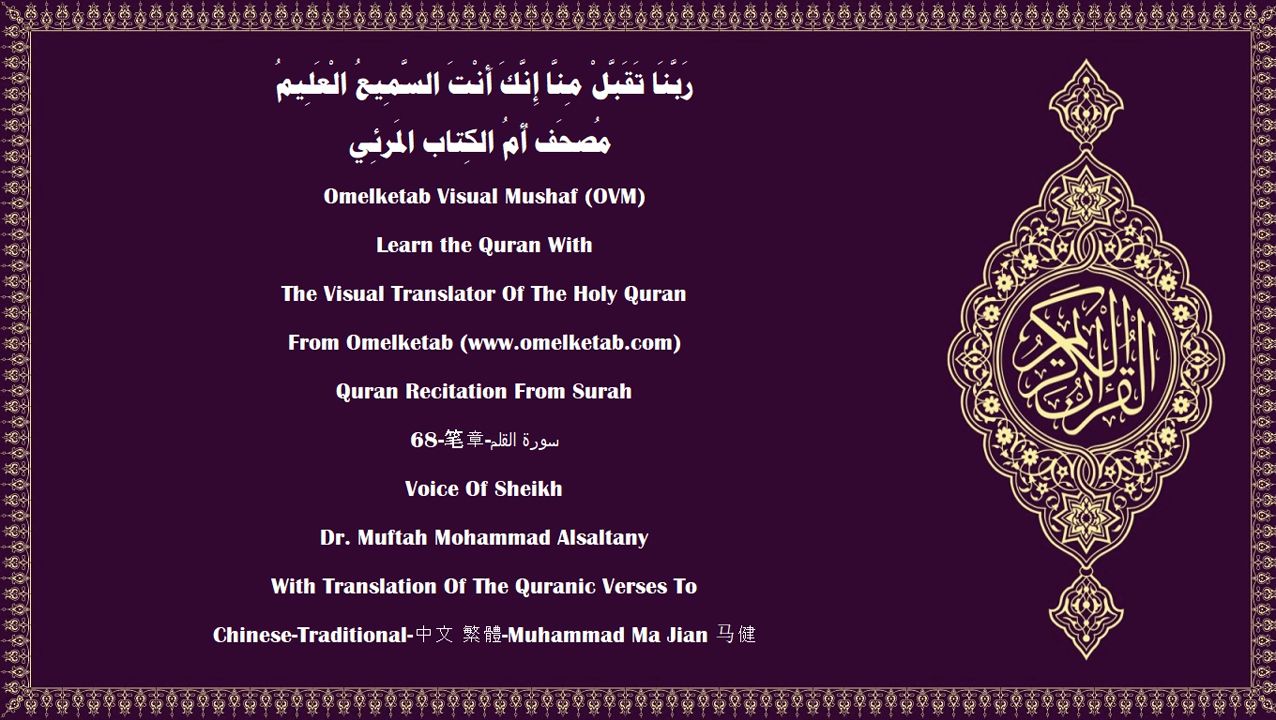 رَبَّنَا تَقَبَّلْ مِنَّا إِنَّكَ أَنْتَ السَّمِيعُ الْعَلِيمُ
مُصحَف أمُ الكِتاب المَرئِي
Omelketab Visual Mushaf (OVM)
Learn the Quran With
The Visual Translator Of The Holy Quran
From Omelketab (www.omelketab.com)
Quran Recitation From Surah
68-笔章-سورة القلم
Voice Of Sheikh
Dr. Muftah Mohammad Alsaltany
With Translation Of The Quranic Verses To
Chinese-Traditional-中文 繁體-Muhammad Ma Jian 马健
القرآن الكريم